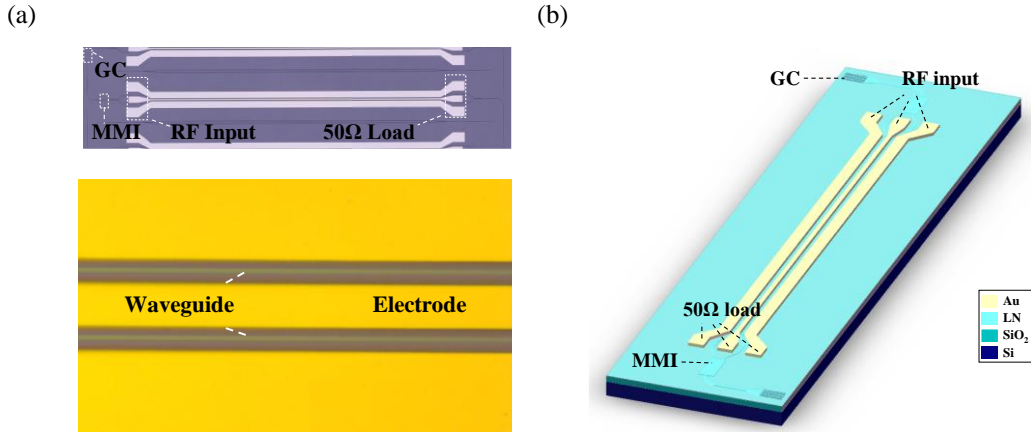 (a)
GC
MMI
RF Input
50Ω Load
Waveguide
Electrode
(b)
GC
RF input
50Ω load
MMI
Au
LN
SiO₂
Si